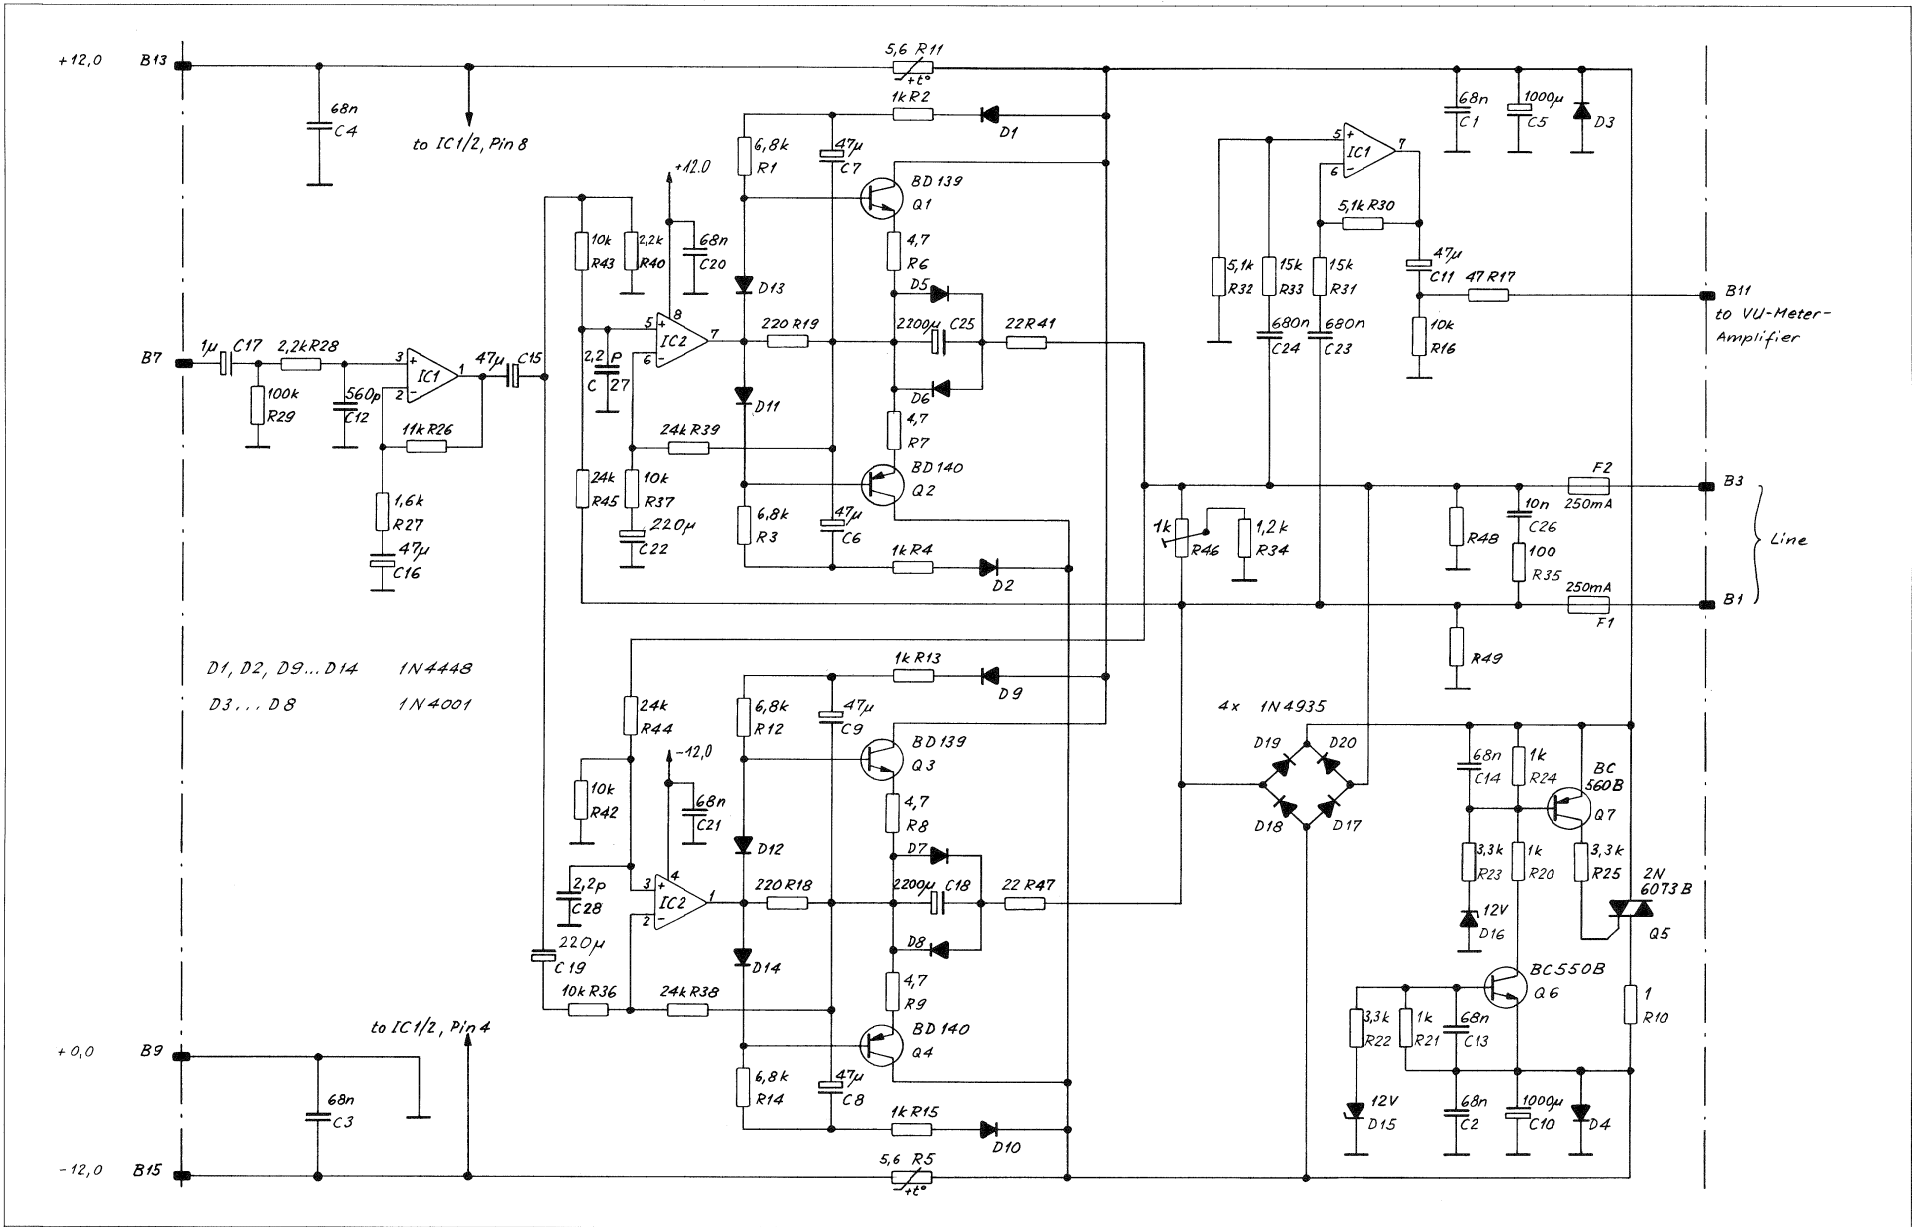 +12,0 B13
68n
C4
to IC1/2, Pin 8
5,6 R11
+t°
1k R2
D1
6,8k
R1
47µ
C7
BD 139
Q1
+12.0
68n
C20
10k
R43
2,2k
R40
4,7
R6
D5
D13
2200µ C25
22 R41
220 R19
5 + 8 7
IC2
6 -
2,2 p
C 27
D6
D11
4,7
R7
24k R39
BD 140
Q2
24k
R45
10k
R37
6,8k
R3
47µ
C6
220µ
C22
1k R4
D2
B7
1µ C17
2,2k R28
100k
R29
560p
C12
3 + 1
IC1
2 -
47µ C15
11k R26
1,6k
R27
47µ
C16
68n
C1
1000µ
C5
D3
5 + 7
IC1
6 -
5,1k R30
5,1k
R32
15k
R33
15k
R31
47µ
C11
47 R17
B11
to VU-Meter-
Amplifier
680n
C24
680n
C23
10k
R16
F2
250mA
B3
1k
R46
1,2k
R34
R48
10n
C26
100
R35
Line
250mA
F1
B1
R49
D1, D2, D9...D14 1N4448
D3...D8 1N4001
1k R13
D9
24k
R44
6,8k
R12
47µ
C9
BD 139
Q3
-12,0
68n
C21
10k
R42
4,7
R8
D7
D12
2,2p
C28
3 + 4 1
IC2
2 -
220 R18
2200µ C18
22 R47
D8
220µ
C19
D14
4,7
R9
10k R36
24k R38
BD 140
Q4
6,8k
R14
47µ
C8
1k R15
D10
5,6 R5
+t°
4x 1N4935
D19
D20
D18
D17
68n
C14
1k
R24
BC
560B
Q7
3,3k
R23
1k
R20
3,3k
R25
2N
6073B
Q5
12V
D16
BC550B
Q6
3,3k
R22
1k
R21
68n
C13
1
R10
12V
D15
68n
C2
1000µ
C10
D4
to IC1/2, Pin 4
+0,0 B9
68n
C3
-12,0 B15